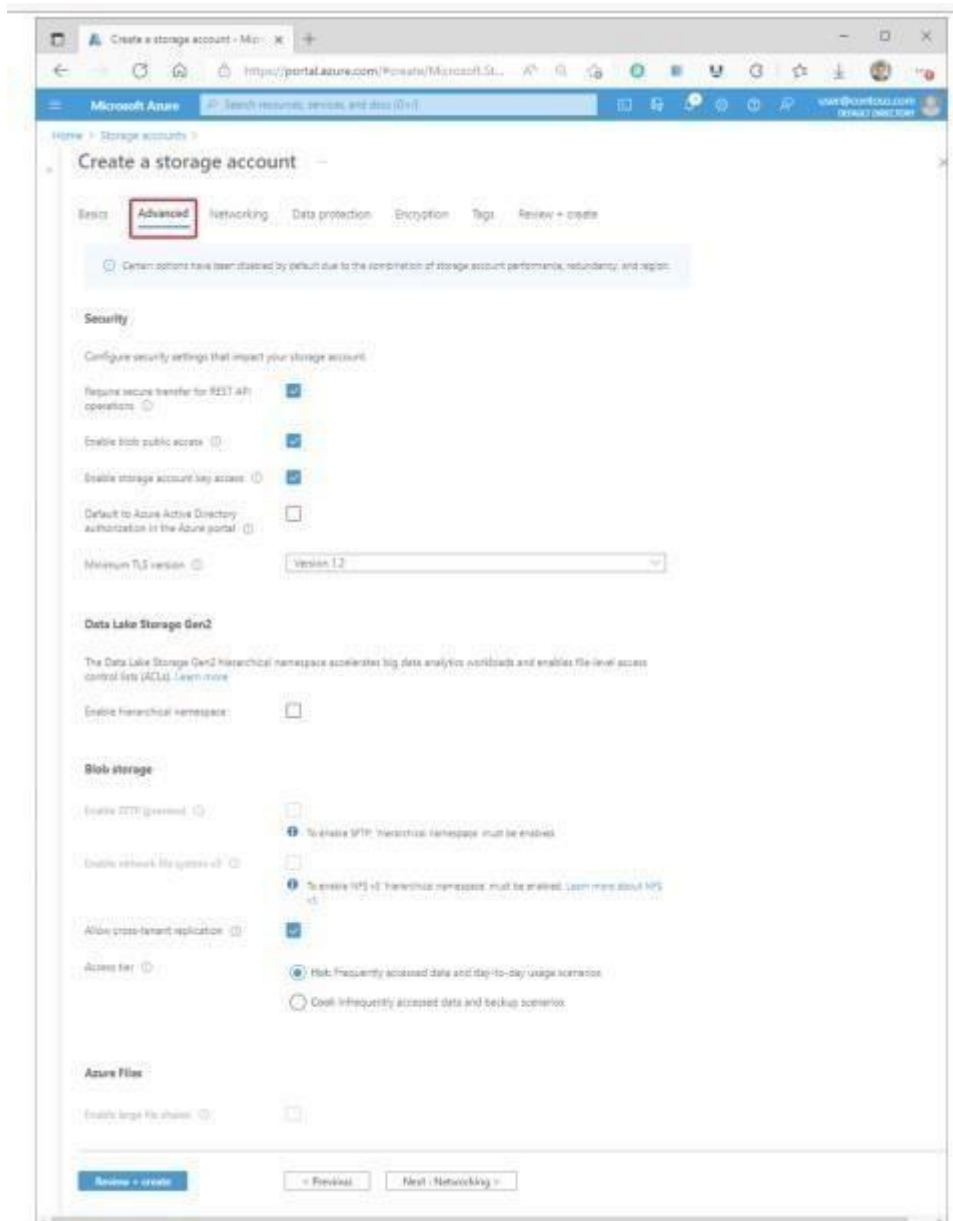 Create a storage account - Micr
https://portal.azure.com/#create/Microsoft.St...
Microsoft Azure
Search resources, services, and docs (G+/)
user@contoso.com
DEFAULT DIRECTORY
Home > Storage accounts >
Create a storage account
Basics Advanced Networking Data protection Encryption Tags Review + create
Certain options have been disabled by default due to the combination of storage account performance, redundancy, and region.
Security
Configure security settings that impact your storage account.
Require secure transfer for REST API
operations
Enable blob public access
Enable storage account key access
Default to Azure Active Directory
authorization in the Azure portal
Minimum TLS version
Version 1.2
Data Lake Storage Gen2
The Data Lake Storage Gen2 hierarchical namespace accelerates big data analytics workloads and enables file-level access
control lists (ACLs). Learn more
Enable hierarchical namespace
Blob storage
Enable SFTP (preview)
To enable SFTP, 'hierarchical namespace' must be enabled.
Enable network file system v3
To enable NFS v3 'hierarchical namespace' must be enabled. Learn more about NFS
v3
Allow cross-tenant replication
Access tier
Hot: Frequently accessed data and day-to-day usage scenarios
Cool: Infrequently accessed data and backup scenarios
Azure Files
Enable large file shares
Review + create
< Previous
Next : Networking >